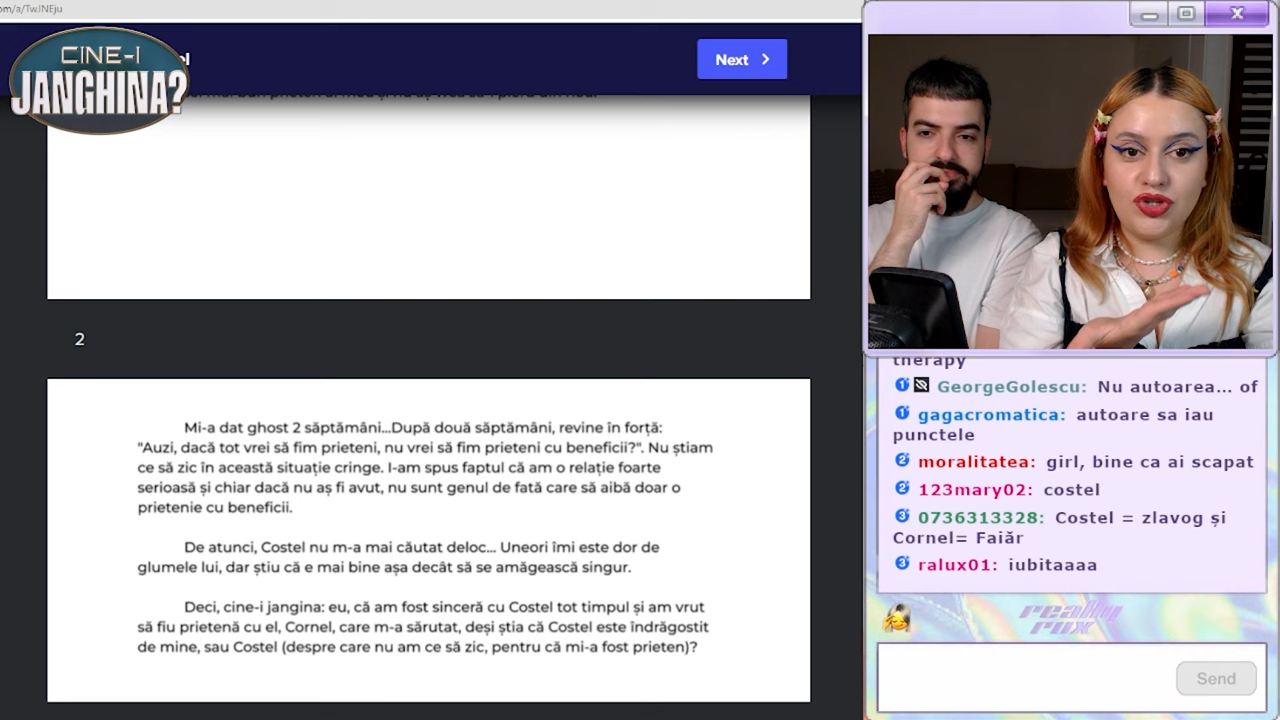 om/a/TwJNEju
CINE-I
JANGHINA?
el
Next
2
Mi-a dat ghost 2 săptămâni...După două săptămâni, revine în forță:
"Auzi, dacă tot vrei să fim prieteni, nu vrei să fim prieteni cu beneficii?". Nu știam
ce să zic în această situație cringe. I-am spus faptul că am o relație foarte
serioasă și chiar dacă nu aș fi avut, nu sunt genul de fată care să aibă doar o
prietenie cu beneficii.
De atunci, Costel nu m-a mai căutat deloc... Uneori îmi este dor de
glumele lui, dar știu că e mai bine așa decât să se amăgească singur.
Deci, cine-i jangina: eu, că am fost sinceră cu Costel tot timpul și am vrut
să fiu prietenă cu el, Cornel, care m-a sărutat, deși știa că Costel este îndrăgostit
de mine, sau Costel (despre care nu am ce să zic, pentru că mi-a fost prieten)?
therapy
GeorgeGolescu: Nu autoarea... of
gagacromatica: autoare sa iau
punctele
moralitatea: girl, bine ca ai scapat
123mary02: costel
0736313328: Costel = zlavog și
Cornel= Faiăr
ralux01: iubitaaaa
really
rux
Send